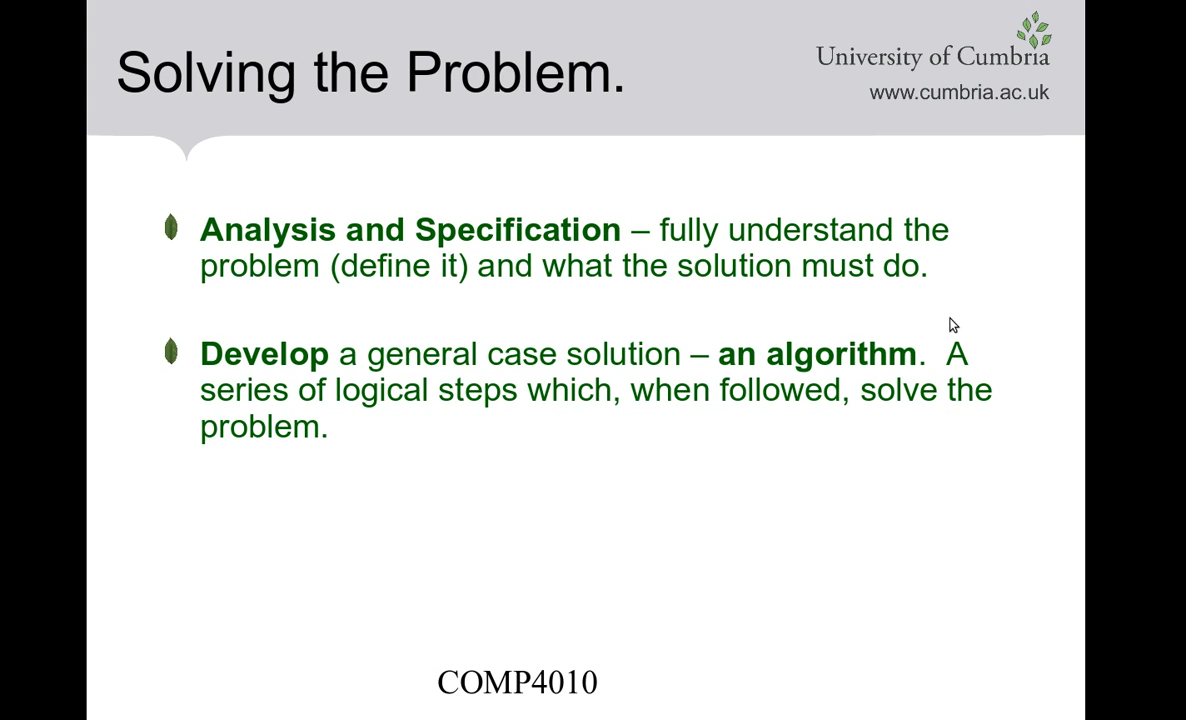 Solving the Problem.
University of Cumbria
www.cumbria.ac.uk
Analysis and Specification – fully understand the
problem (define it) and what the solution must do.
Develop a general case solution – an algorithm.  A
series of logical steps which, when followed, solve the
problem.
COMP4010